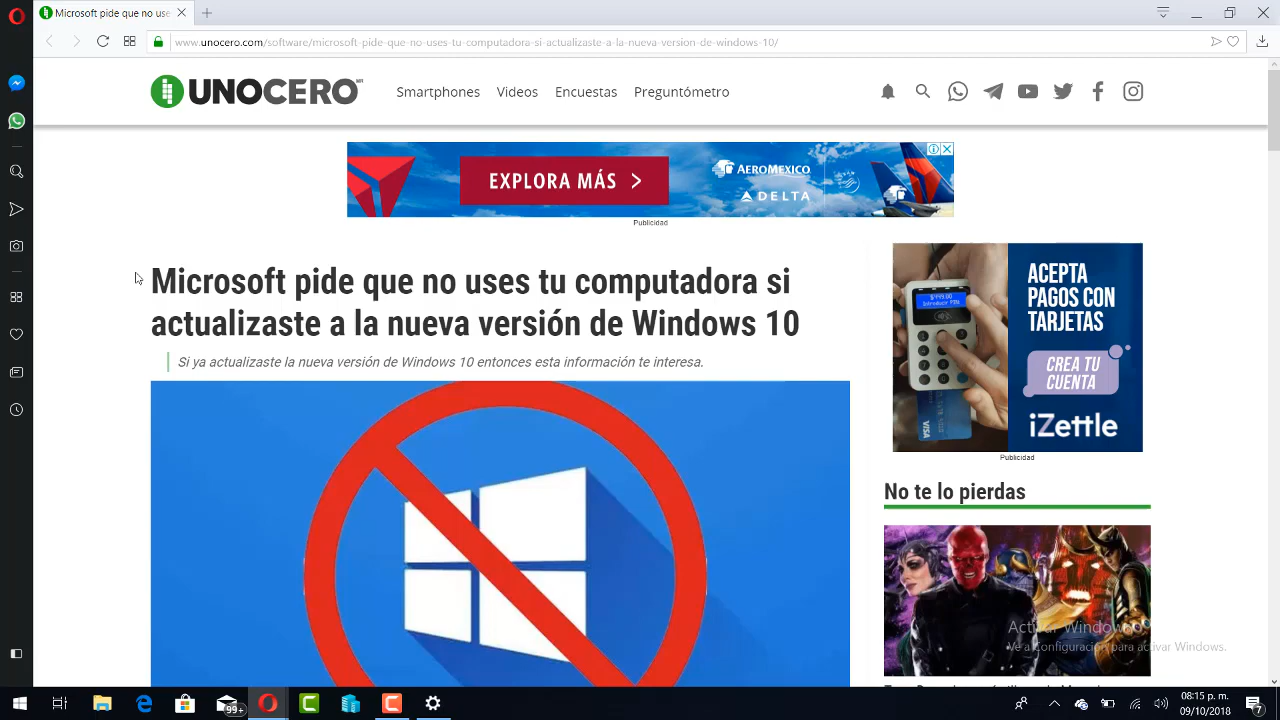 Microsoft pide que no use
www.unocero.com/software/microsoft-pide-que-no-uses-tu-computadora-si-actualizaste-a-la-nueva-version-de-windows-10/
UNOCERO
Smartphones Videos Encuestas Preguntómetro
EXPLORA MÁS >
AEROMEXICO
DELTA
Publicidad
Microsoft pide que no uses tu computadora si
actualizaste a la nueva versión de Windows 10
Si ya actualizaste la nueva versión de Windows 10 entonces esta información te interesa.
ACEPTA
PAGOS CON
TARJETAS
CREA TU
CUENTA
iZettle
VISA
Publicidad
No te lo pierdas
Activar Windows
Ve a Configuración para activar Windows.
99+
08:15 p. m.
09/10/2018